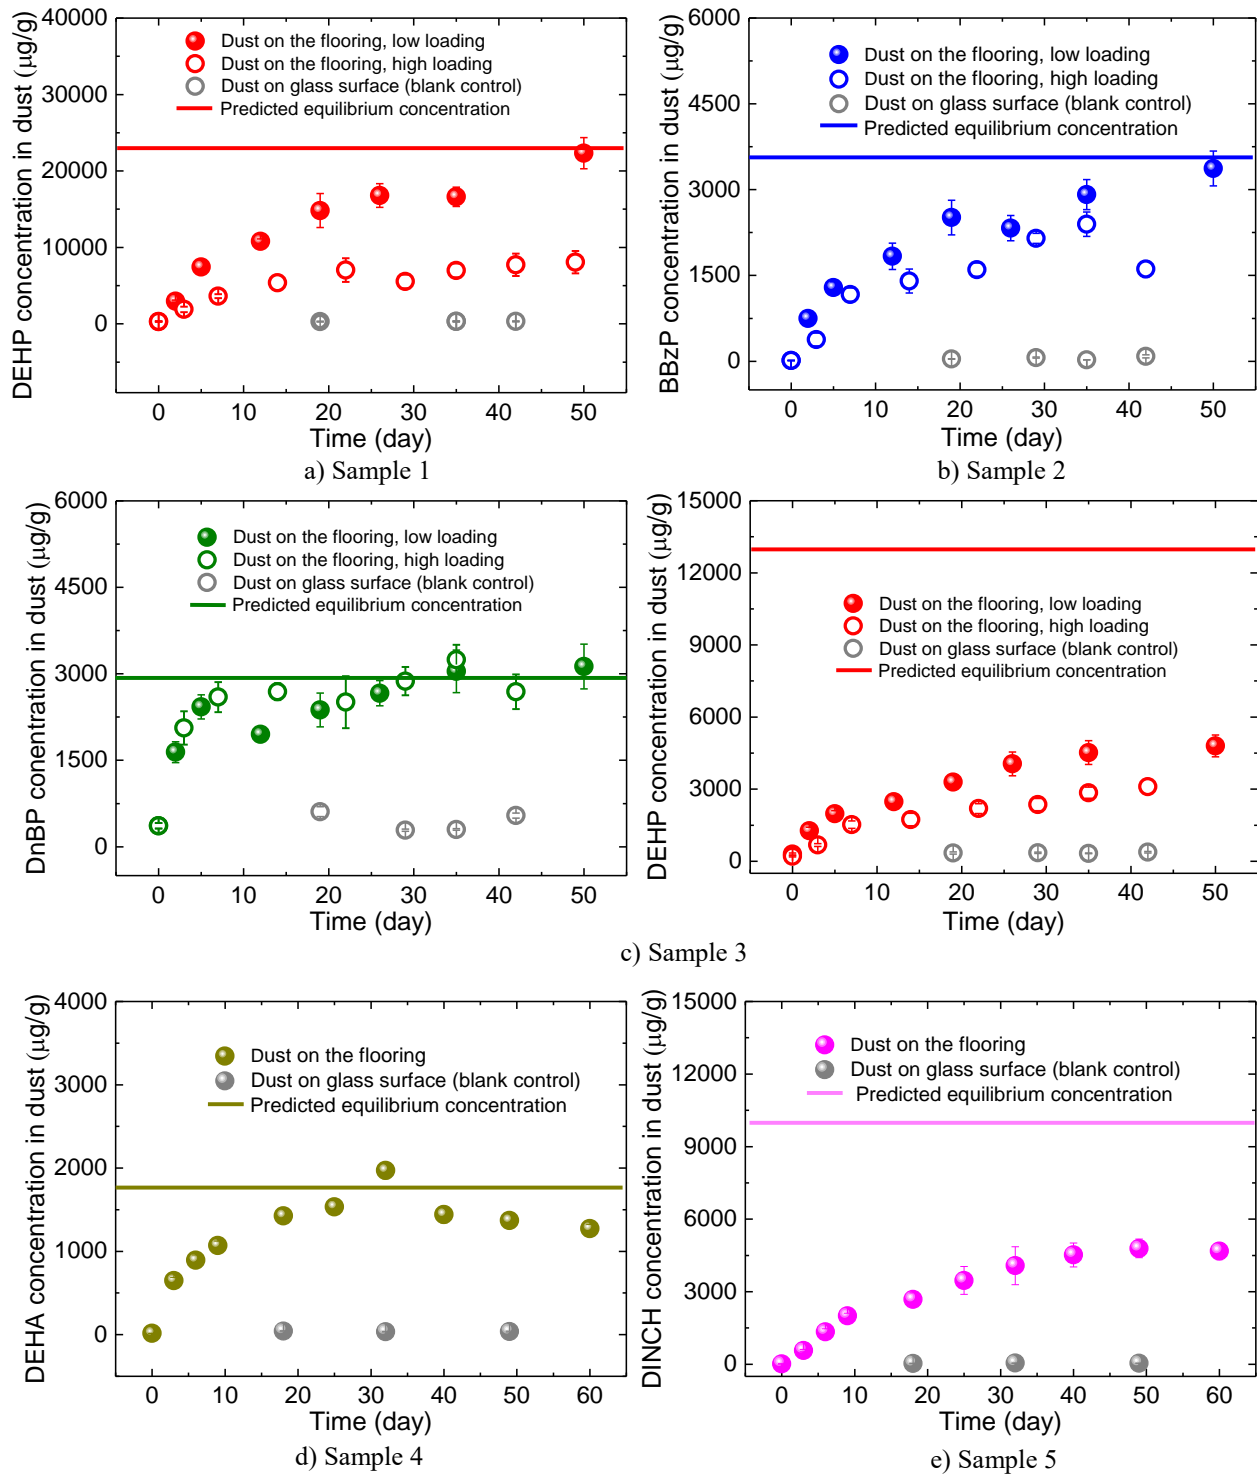 DEHP concentration in dust (μg/g)
40000
30000
20000
10000
0
Dust on the flooring, low loading
Dust on the flooring, high loading
Dust on glass surface (blank control)
Predicted equilibrium concentration
0 10 20 30 40 50
Time (day)
a) Sample 1
BBzP concentration in dust (μg/g)
6000
4500
3000
1500
0
Dust on the flooring, low loading
Dust on the flooring, high loading
Dust on glass surface (blank control)
Predicted equilibrium concentration
0 10 20 30 40 50
Time (day)
b) Sample 2
DnBP conentration in dust (μg/g)
6000
4500
3000
1500
0
Dust on the flooring, low loading
Dust on the flooring, high loading
Dust on glass surface (blank control)
Predicted equilibrium concentration
0 10 20 30 40 50
Time (day)
DEHP concentration in dust (μg/g)
15000
12000
9000
6000
3000
0
Dust on the flooring, low loading
Dust on the flooring, high loading
Dust on glass surface (blank control)
Predicted equilibrium concentration
0 10 20 30 40 50
Time (day)
c) Sample 3
DEHA concentration in dust (μg/g)
4000
3000
2000
1000
0
Dust on the flooring
Dust on glass surface (blank control)
Predicted equilibrium concentration
0 10 20 30 40 50 60
Time (day)
d) Sample 4
DINCH concentration in dust (μg/g)
15000
12000
9000
6000
3000
0
Dust on the flooring
Dust on glass surface (blank control)
Predicted equilibrium concentration
0 10 20 30 40 50 60
Time (day)
e) Sample 5